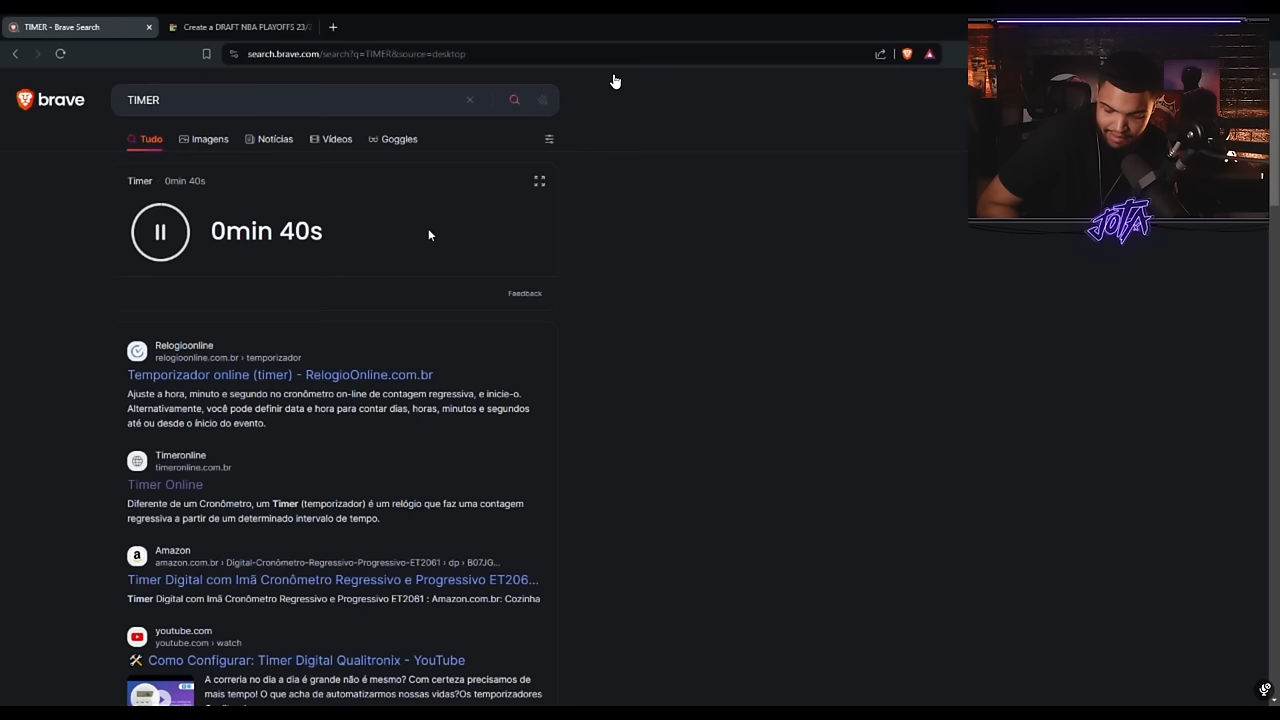 TIMER - Brave Search
Create a DRAFT NBA PLAYOFFS 23/2
search.brave.com/search?q=TIMER&source=desktop
brave
TIMER
Tudo
Imagens
Notícias
Vídeos
Goggles
Timer · 0min 40s
0min 40s
Feedback
Relogioonline
relogioonline.com.br › temporizador
Temporizador online (timer) - RelogioOnline.com.br
Ajuste a hora, minuto e segundo no cronômetro on-line de contagem regressiva, e inicie-o.
Alternativamente, você pode definir data e hora para contar dias, horas, minutos e segundos
até ou desde o ínicio do evento.
Timeronline
timeronline.com.br
Timer Online
Diferente de um Cronômetro, um Timer (temporizador) é um relógio que faz uma contagem
regressiva a partir de um determinado intervalo de tempo.
Amazon
amazon.com.br › Digital-Cronômetro-Regressivo-Progressivo-ET2061 › dp › B07JG...
Timer Digital com Imã Cronômetro Regressivo e Progressivo ET206...
Timer Digital com Imã Cronômetro Regressivo e Progressivo ET2061 : Amazon.com.br: Cozinha
youtube.com
youtube.com › watch
🛠️ Como Configurar: Timer Digital Qualitronix - YouTube
A correria no dia a dia é grande não é mesmo? Com certeza precisamos de
mais tempo! O que acha de automatizarmos nossas vidas?Os temporizadores
JOTA